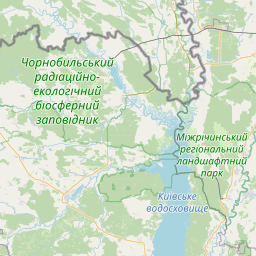 Чорнобильський
радіаційно-
екологічний
біосферний
заповідник
Міжрічинський
регіональний
ландшафтний
парк
Київське
водосховище